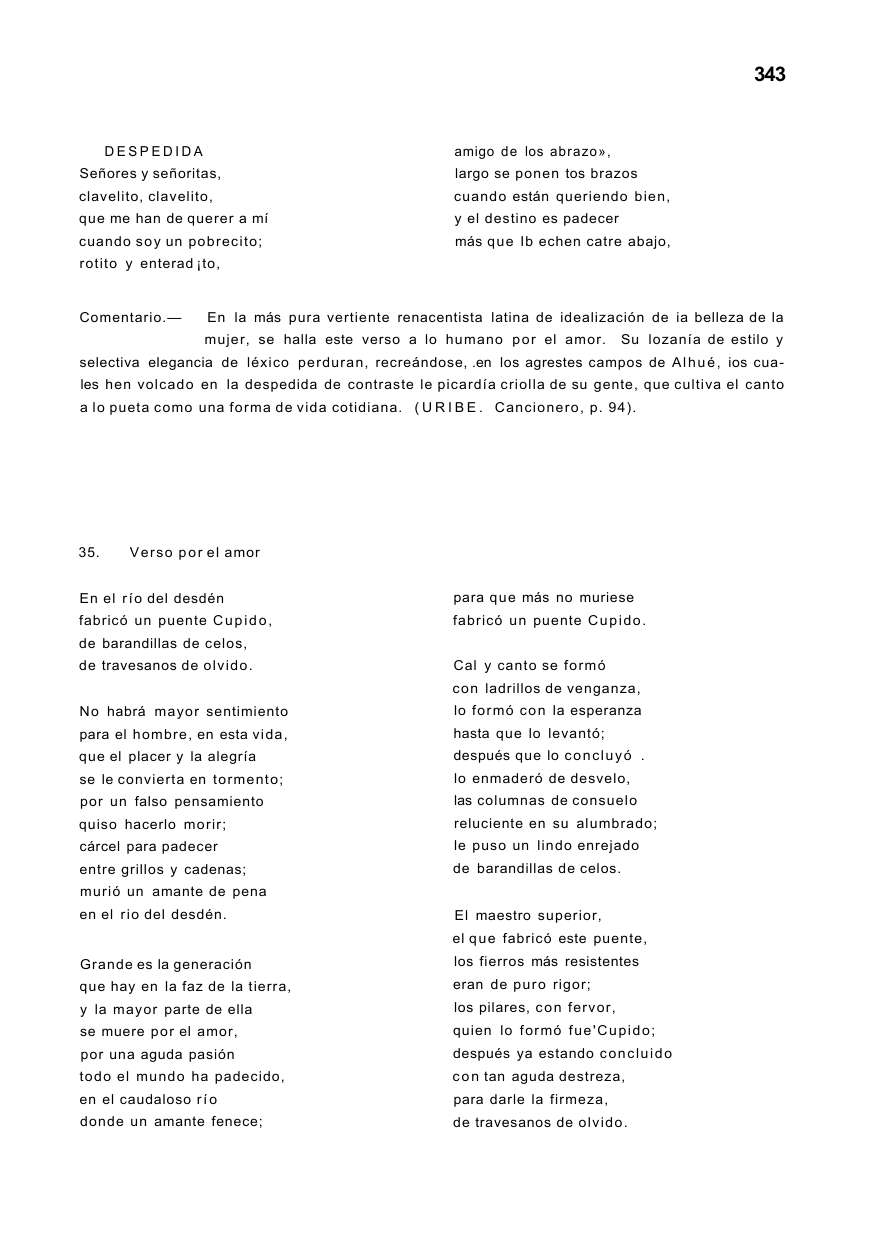 343
DESPEDIDA
Señores y señoritas,
clavelito, clavelito,
que me han de querer a mí
cuando soy un pobrecito;
rotito y enterad ¡to,
amigo de los abrazo»,
largo se ponen tos brazos
cuando están queriendo bien,
y el destino es padecer
más que Ib echen catre abajo,
Comentario.— En la más pura vertiente renacentista latina de idealización de ia belleza de la
mujer, se halla este verso a lo humano por el amor. Su lozanía de estilo y
selectiva elegancia de léxico perduran, recreándose, .en los agrestes campos de Alhué, ios cua-
les hen volcado en la despedida de contraste le picardía criolla de su gente, que cultiva el canto
a lo pueta como una forma de vida cotidiana. (URIBE. Cancionero, p. 94).
35. Verso por el amor
En el río del desdén
fabricó un puente Cupido,
de barandillas de celos,
de travesanos de olvido.
No habrá mayor sentimiento
para el hombre, en esta vida,
que el placer y la alegría
se le convierta en tormento;
por un falso pensamiento
quiso hacerlo morir;
cárcel para padecer
entre grillos y cadenas;
murió un amante de pena
en el rio del desdén.
Grande es la generación
que hay en la faz de la tierra,
y la mayor parte de ella
se muere por el amor,
por una aguda pasión
todo el mundo ha padecido,
en el caudaloso río
donde un amante fenece;
para que más no muriese
fabricó un puente Cupido.
Cal y canto se formó
con ladrillos de venganza,
lo formó con la esperanza
hasta que lo levantó;
después que lo concluyó .
lo enmaderó de desvelo,
las columnas de consuelo
reluciente en su alumbrado;
le puso un lindo enrejado
de barandillas de celos.
El maestro superior,
el que fabricó este puente,
los fierros más resistentes
eran de puro rigor;
los pilares, con fervor,
quien lo formó fue'Cupido;
después ya estando concluido
con tan aguda destreza,
para darle la firmeza,
de travesanos de olvido.